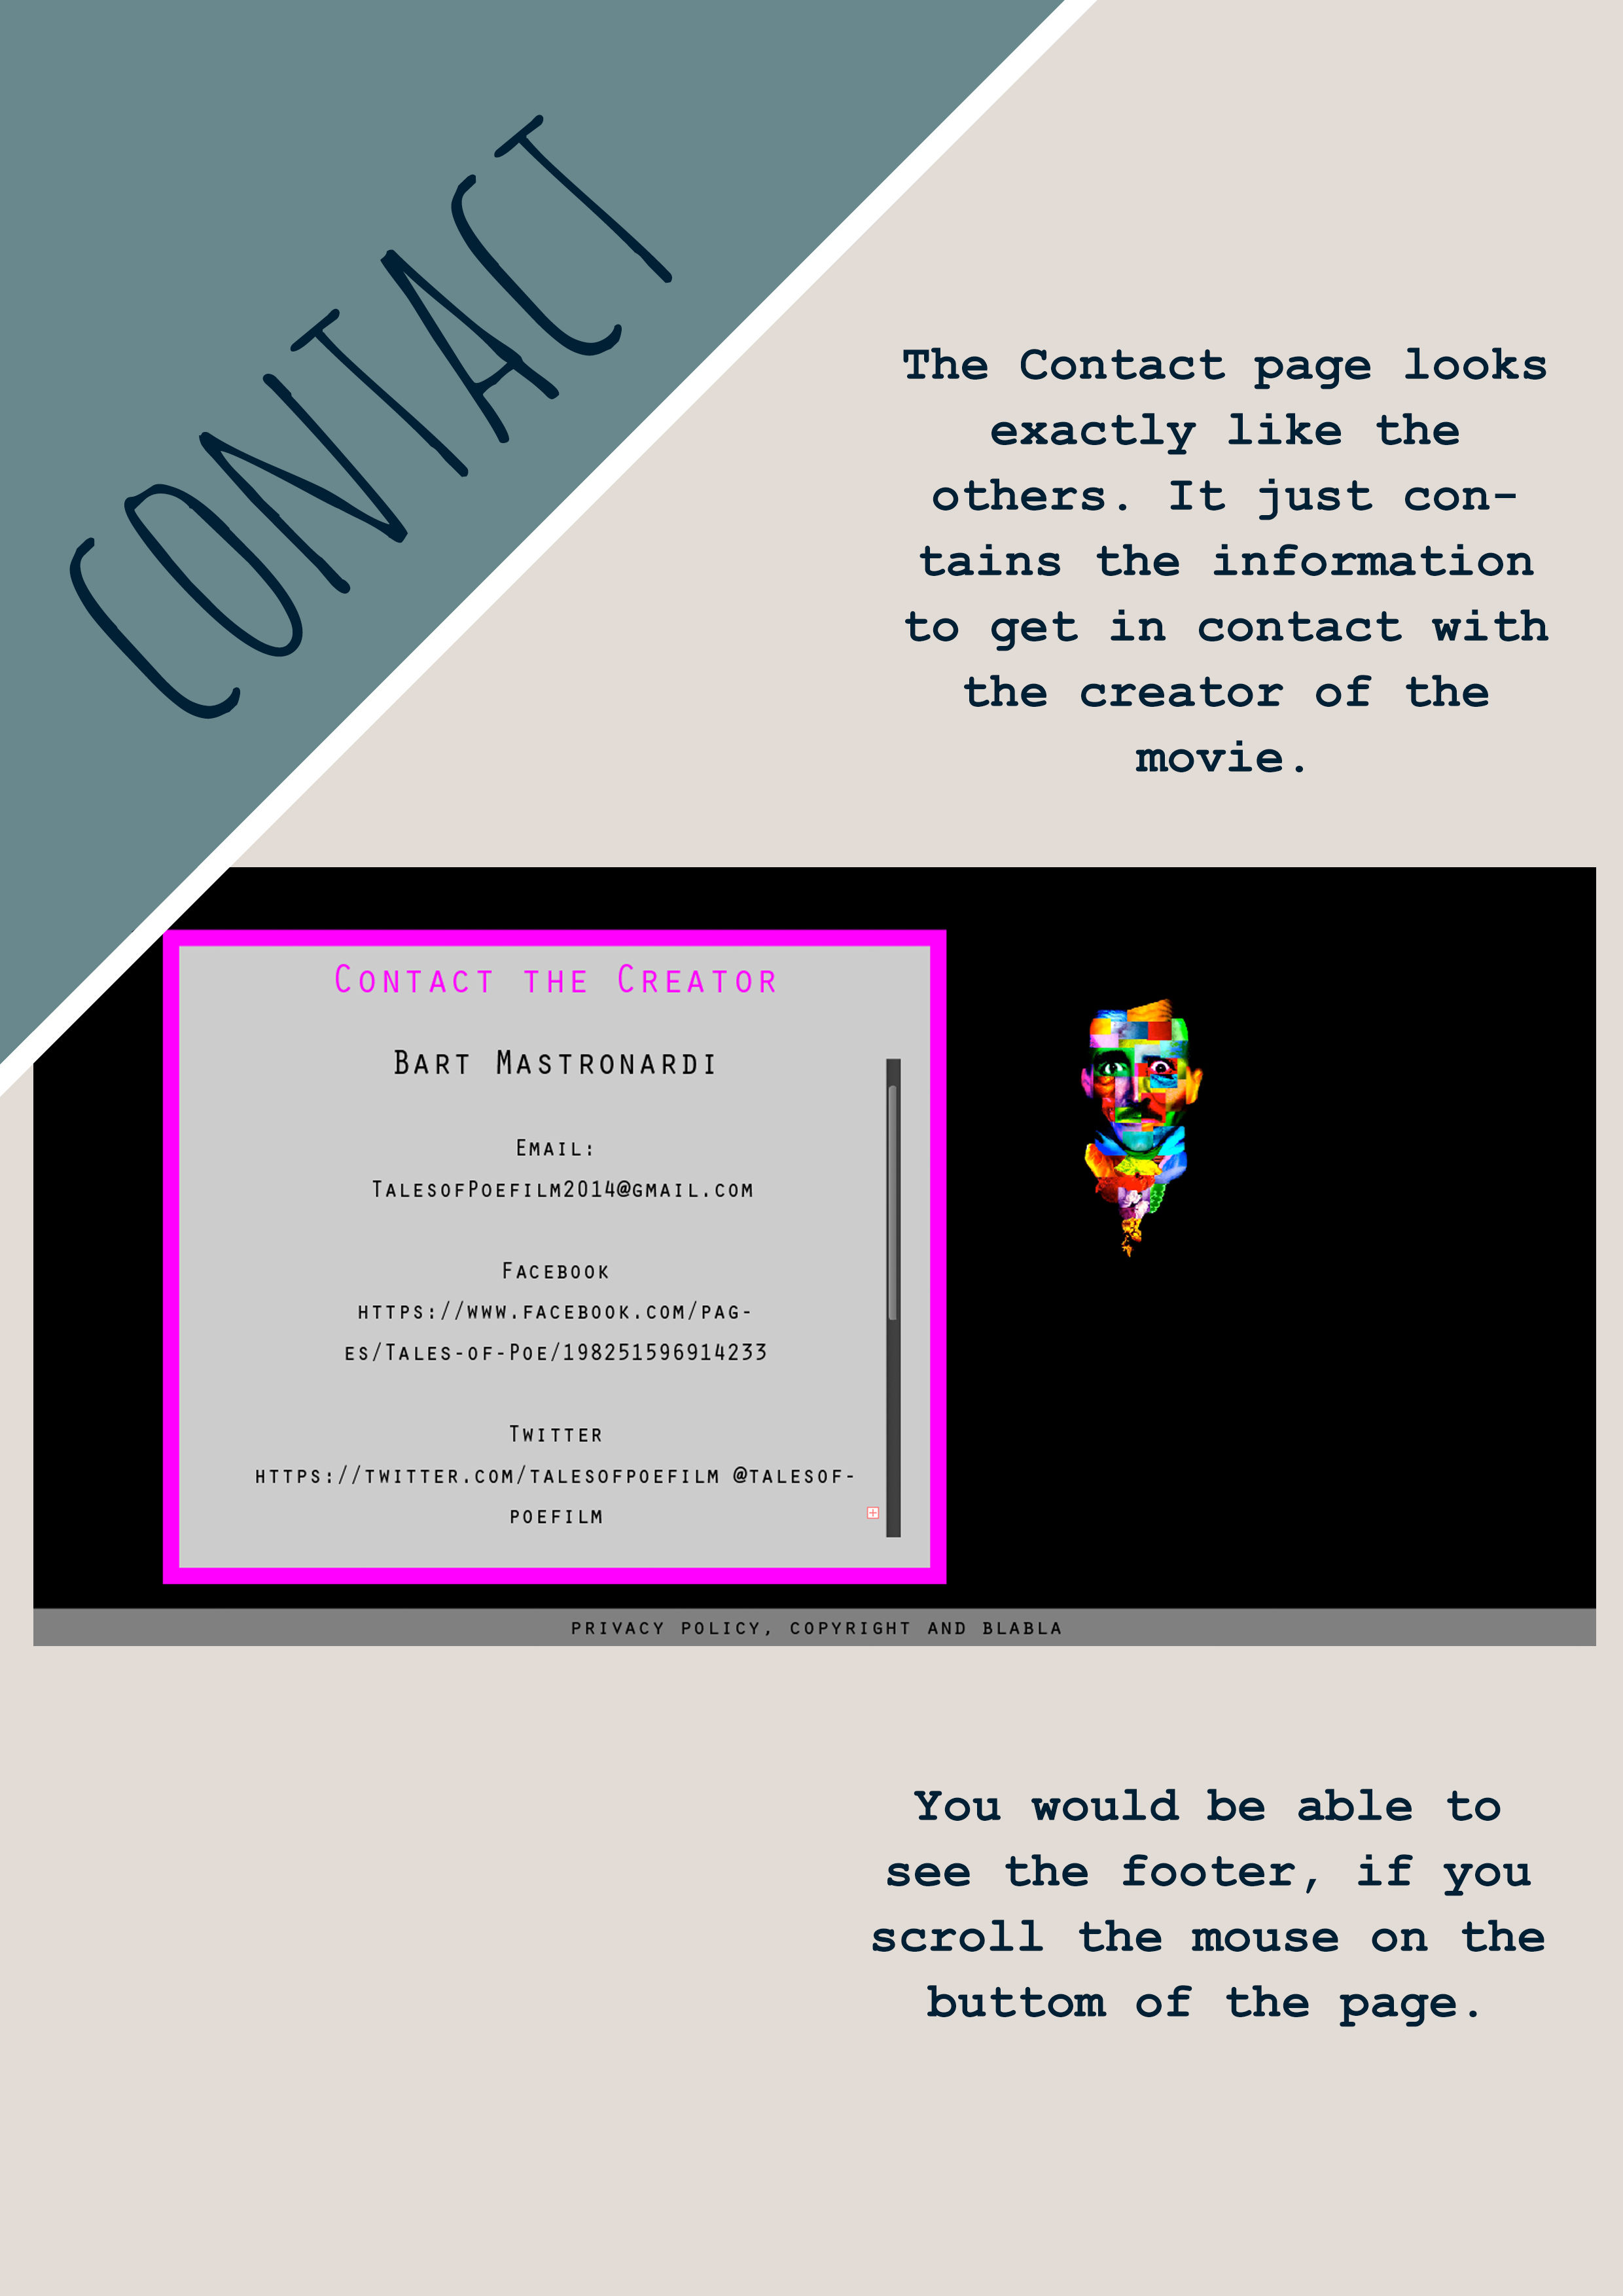 CONTACT
The Contact page looks
exactly like the
others. It just con-
tains the information
to get in contact with
the creator of the
movie.
Contact the Creator
Bart Mastronardi
Email:
TalesofPoefilm2014@gmail.com
Facebook
https://www.facebook.com/pag-
es/Tales-of-Poe/198251596914233
Twitter
https://twitter.com/talesofpoefilm @talesof-
poefilm
privacy policy, copyright and blabla
You would be able to
see the footer, if you
scroll the mouse on the
buttom of the page.